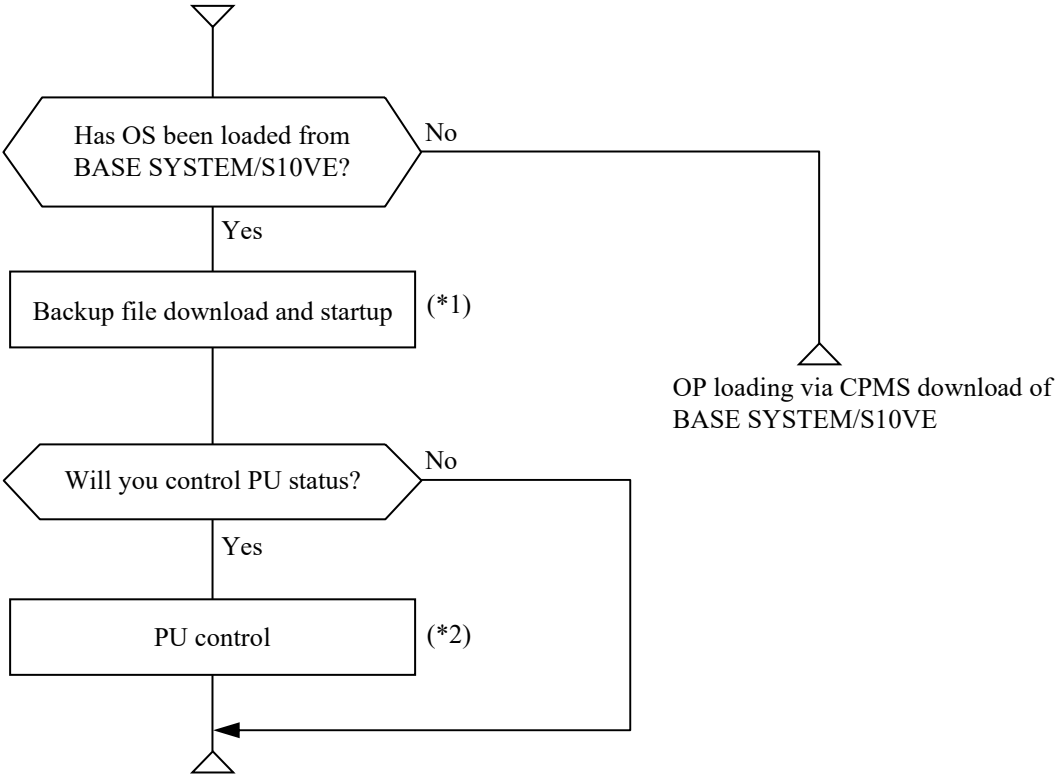 Has OS been loaded from
BASE SYSTEM/S10VE?
No
Yes
Backup file download and startup
(*1)
OP loading via CPMS download of
BASE SYSTEM/S10VE
Will you control PU status?
No
Yes
PU control
(*2)